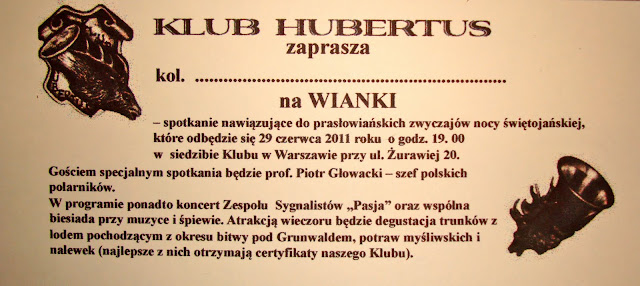 KLUB HUBERTUS
zaprasza
kol. ................................................................
na WIANKI
– spotkanie nawiązujące do prasłowiańskich zwyczajów nocy świętojańskiej,
które odbędzie się 29 czerwca 2011 roku o godz. 19. 00
w siedzibie Klubu w Warszawie przy ul. Żurawiej 20.
Gościem specjalnym spotkania będzie prof. Piotr Głowacki – szef polskich
polarników.
W programie ponadto koncert Zespołu Sygnalistów „Pasja” oraz wspólna
biesiada przy muzyce i śpiewie. Atrakcją wieczoru będzie degustacja trunków z
lodem pochodzącym z okresu bitwy pod Grunwaldem, potraw myśliwskich i
nalewek (najlepsze z nich otrzymają certyfikaty naszego Klubu).